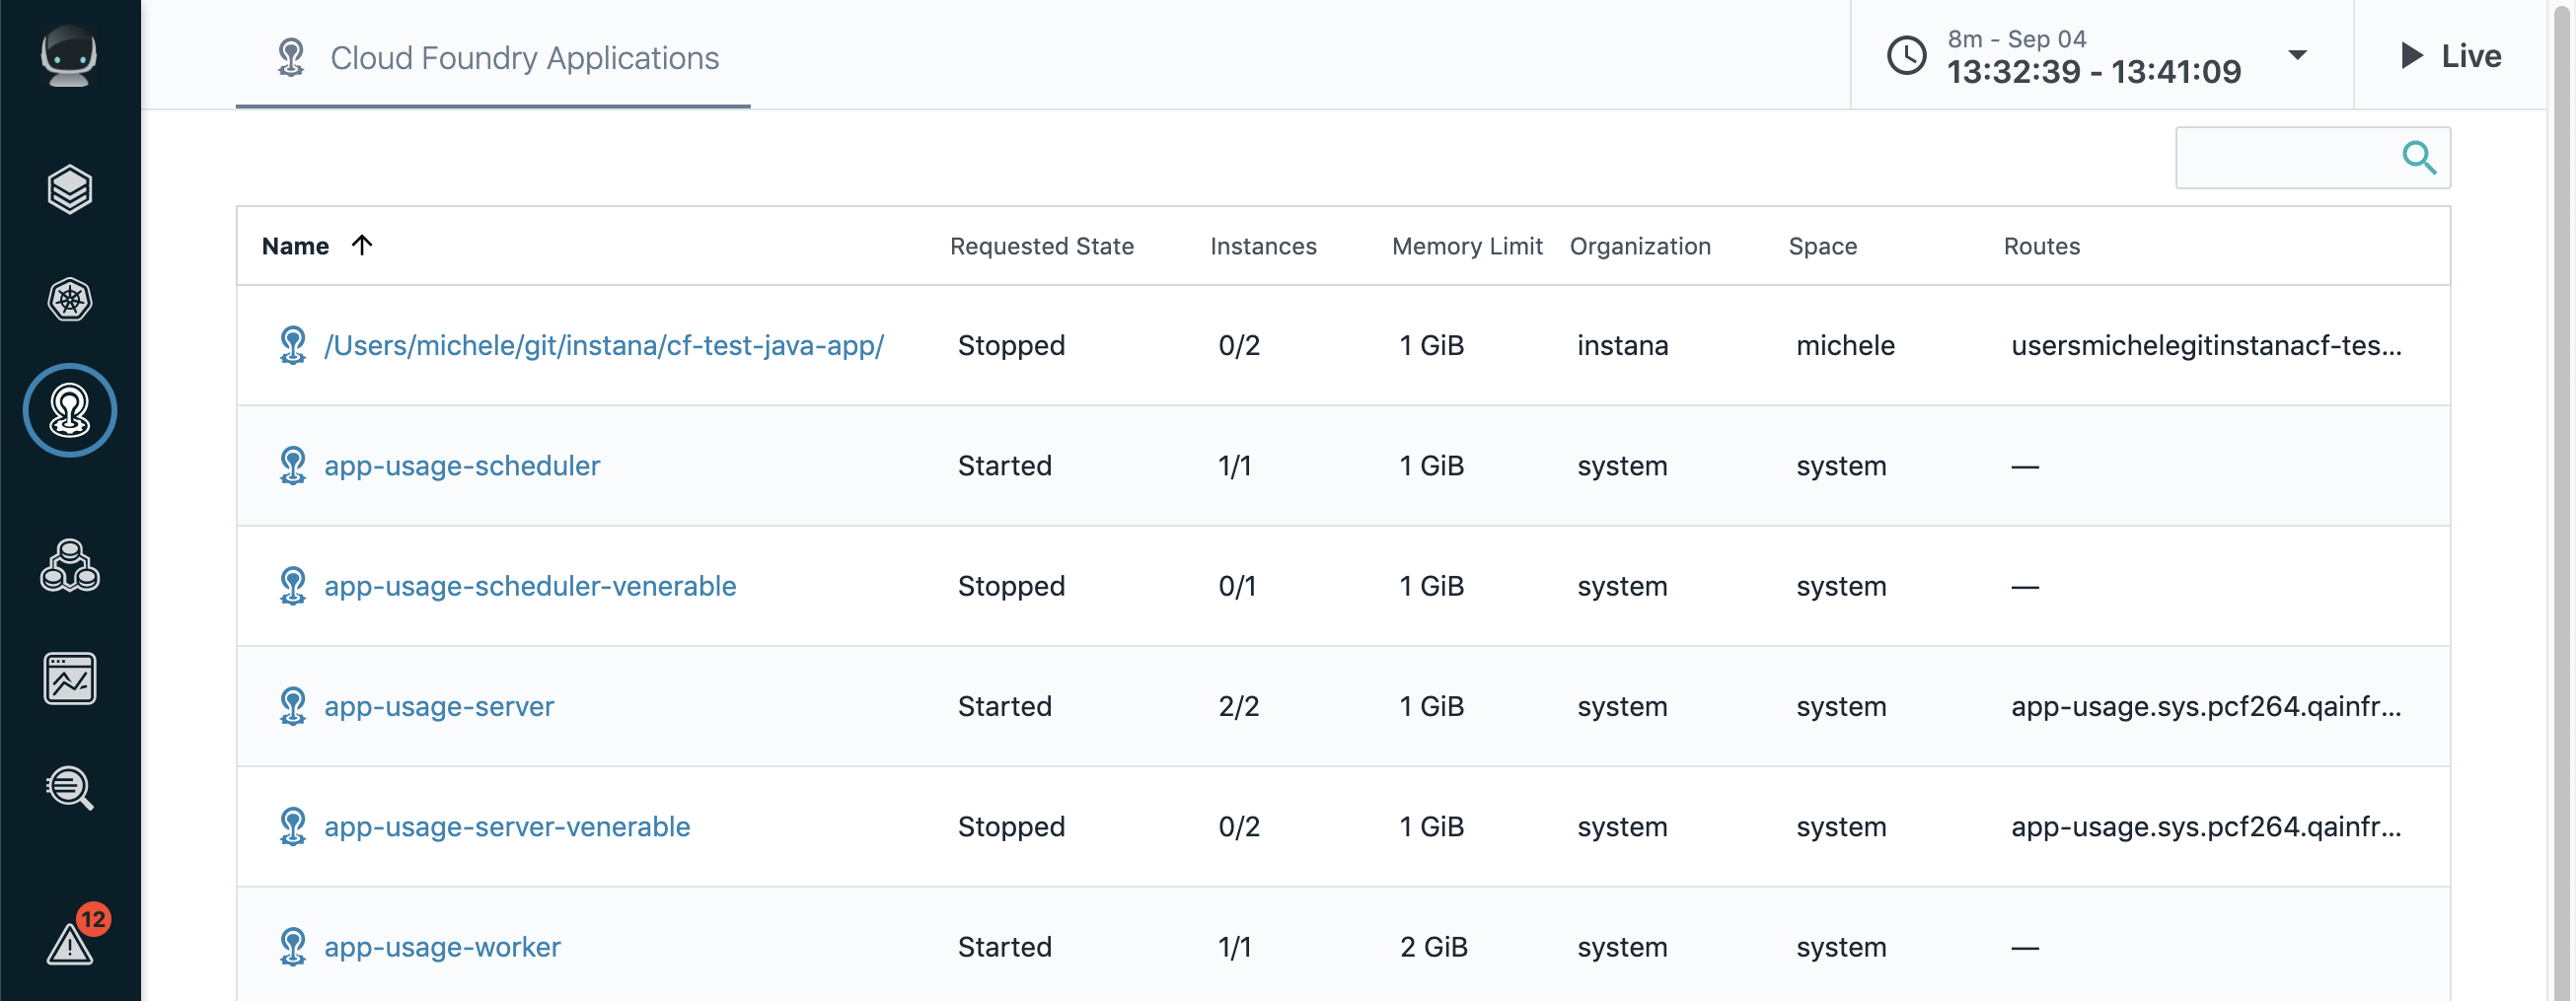 Cloud Foundry Applications
8m - Sep 04
13:32:39 - 13:41:09
Live
Name Requested State Instances Memory Limit Organization Space Routes
/Users/michele/git/instana/cf-test-java-app/ Stopped 0/2 1 GiB instana michele usersmichelegitinstanacf-tes...
app-usage-scheduler Started 1/1 1 GiB system system —
app-usage-scheduler-venerable Stopped 0/1 1 GiB system system —
app-usage-server Started 2/2 1 GiB system system app-usage.sys.pcf264.qainfr...
app-usage-server-venerable Stopped 0/2 1 GiB system system app-usage.sys.pcf264.qainfr...
12
app-usage-worker Started 1/1 2 GiB system system —